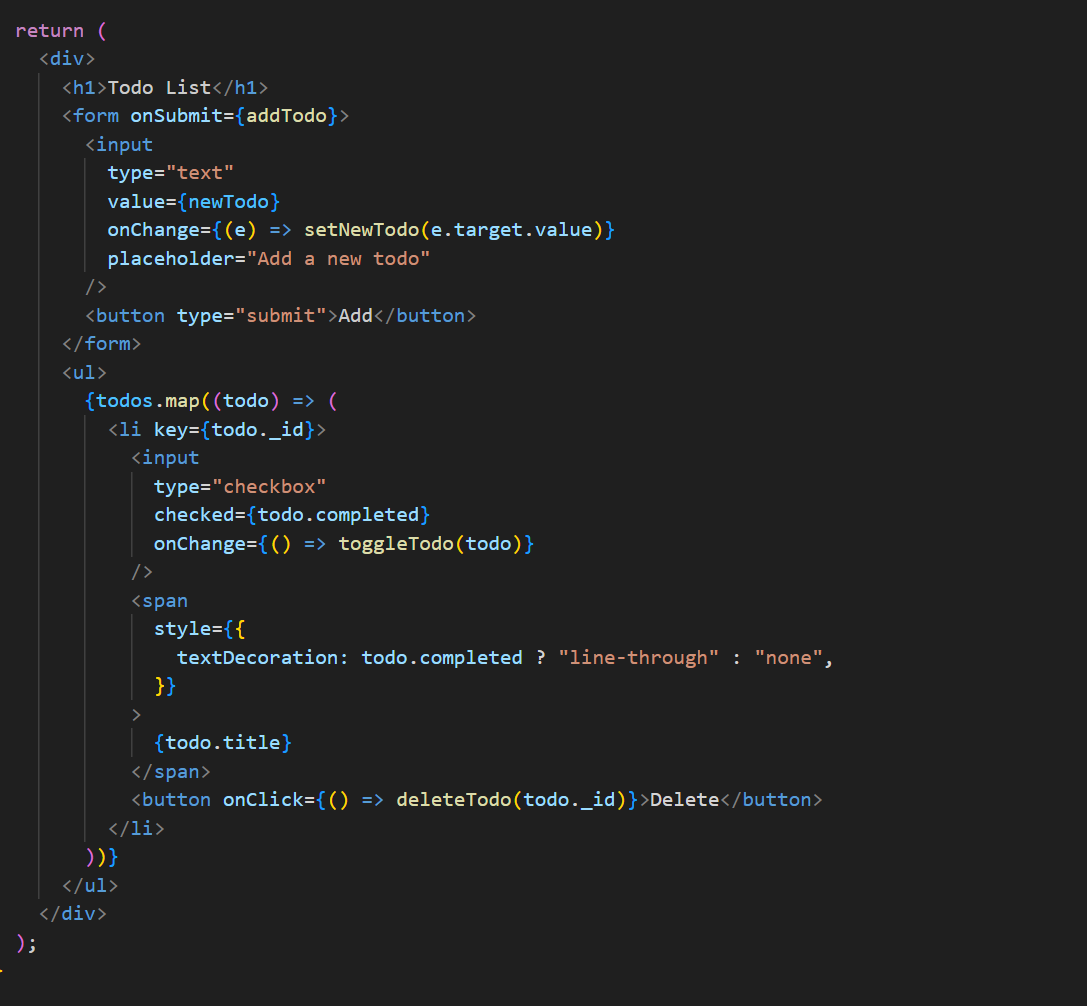 return (
  <div>
    <h1>Todo List</h1>
    <form onSubmit={addTodo}>
      <input
        type="text"
        value={newTodo}
        onChange={(e) => setNewTodo(e.target.value)}
        placeholder="Add a new todo"
      />
      <button type="submit">Add</button>
    </form>
    <ul>
      {todos.map((todo) => (
        <li key={todo._id}>
          <input
            type="checkbox"
            checked={todo.completed}
            onChange={() => toggleTodo(todo)}
          />
          <span
            style={{
              textDecoration: todo.completed ? "line-through" : "none",
            }}
          >
            {todo.title}
          </span>
          <button onClick={() => deleteTodo(todo._id)}>Delete</button>
        </li>
      ))}
    </ul>
  </div>
);